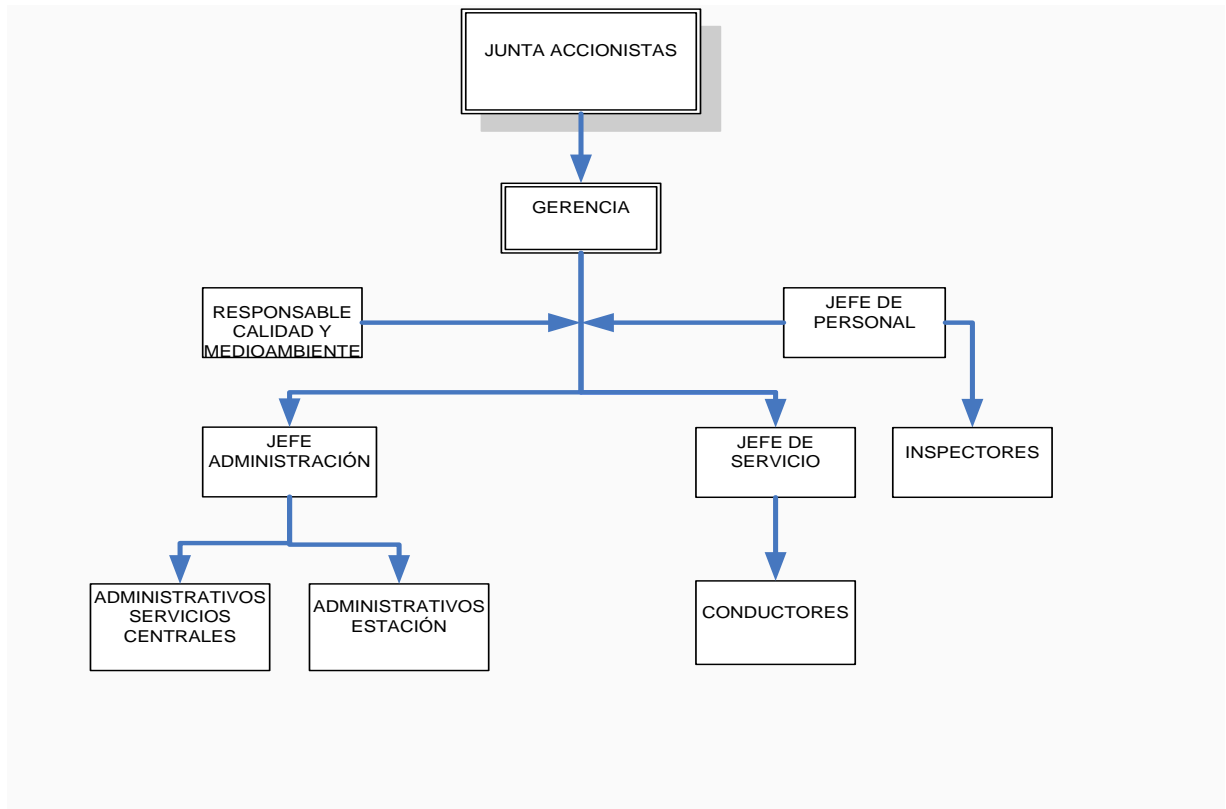 JUNTA ACCIONISTAS
GERENCIA
RESPONSABLE
CALIDAD Y
MEDIOAMBIENTE
JEFE DE
PERSONAL
JEFE
ADMINISTRACIÓN
JEFE DE
SERVICIO
INSPECTORES
ADMINISTRATIVOS
SERVICIOS
CENTRALES
ADMINISTRATIVOS
ESTACIÓN
CONDUCTORES